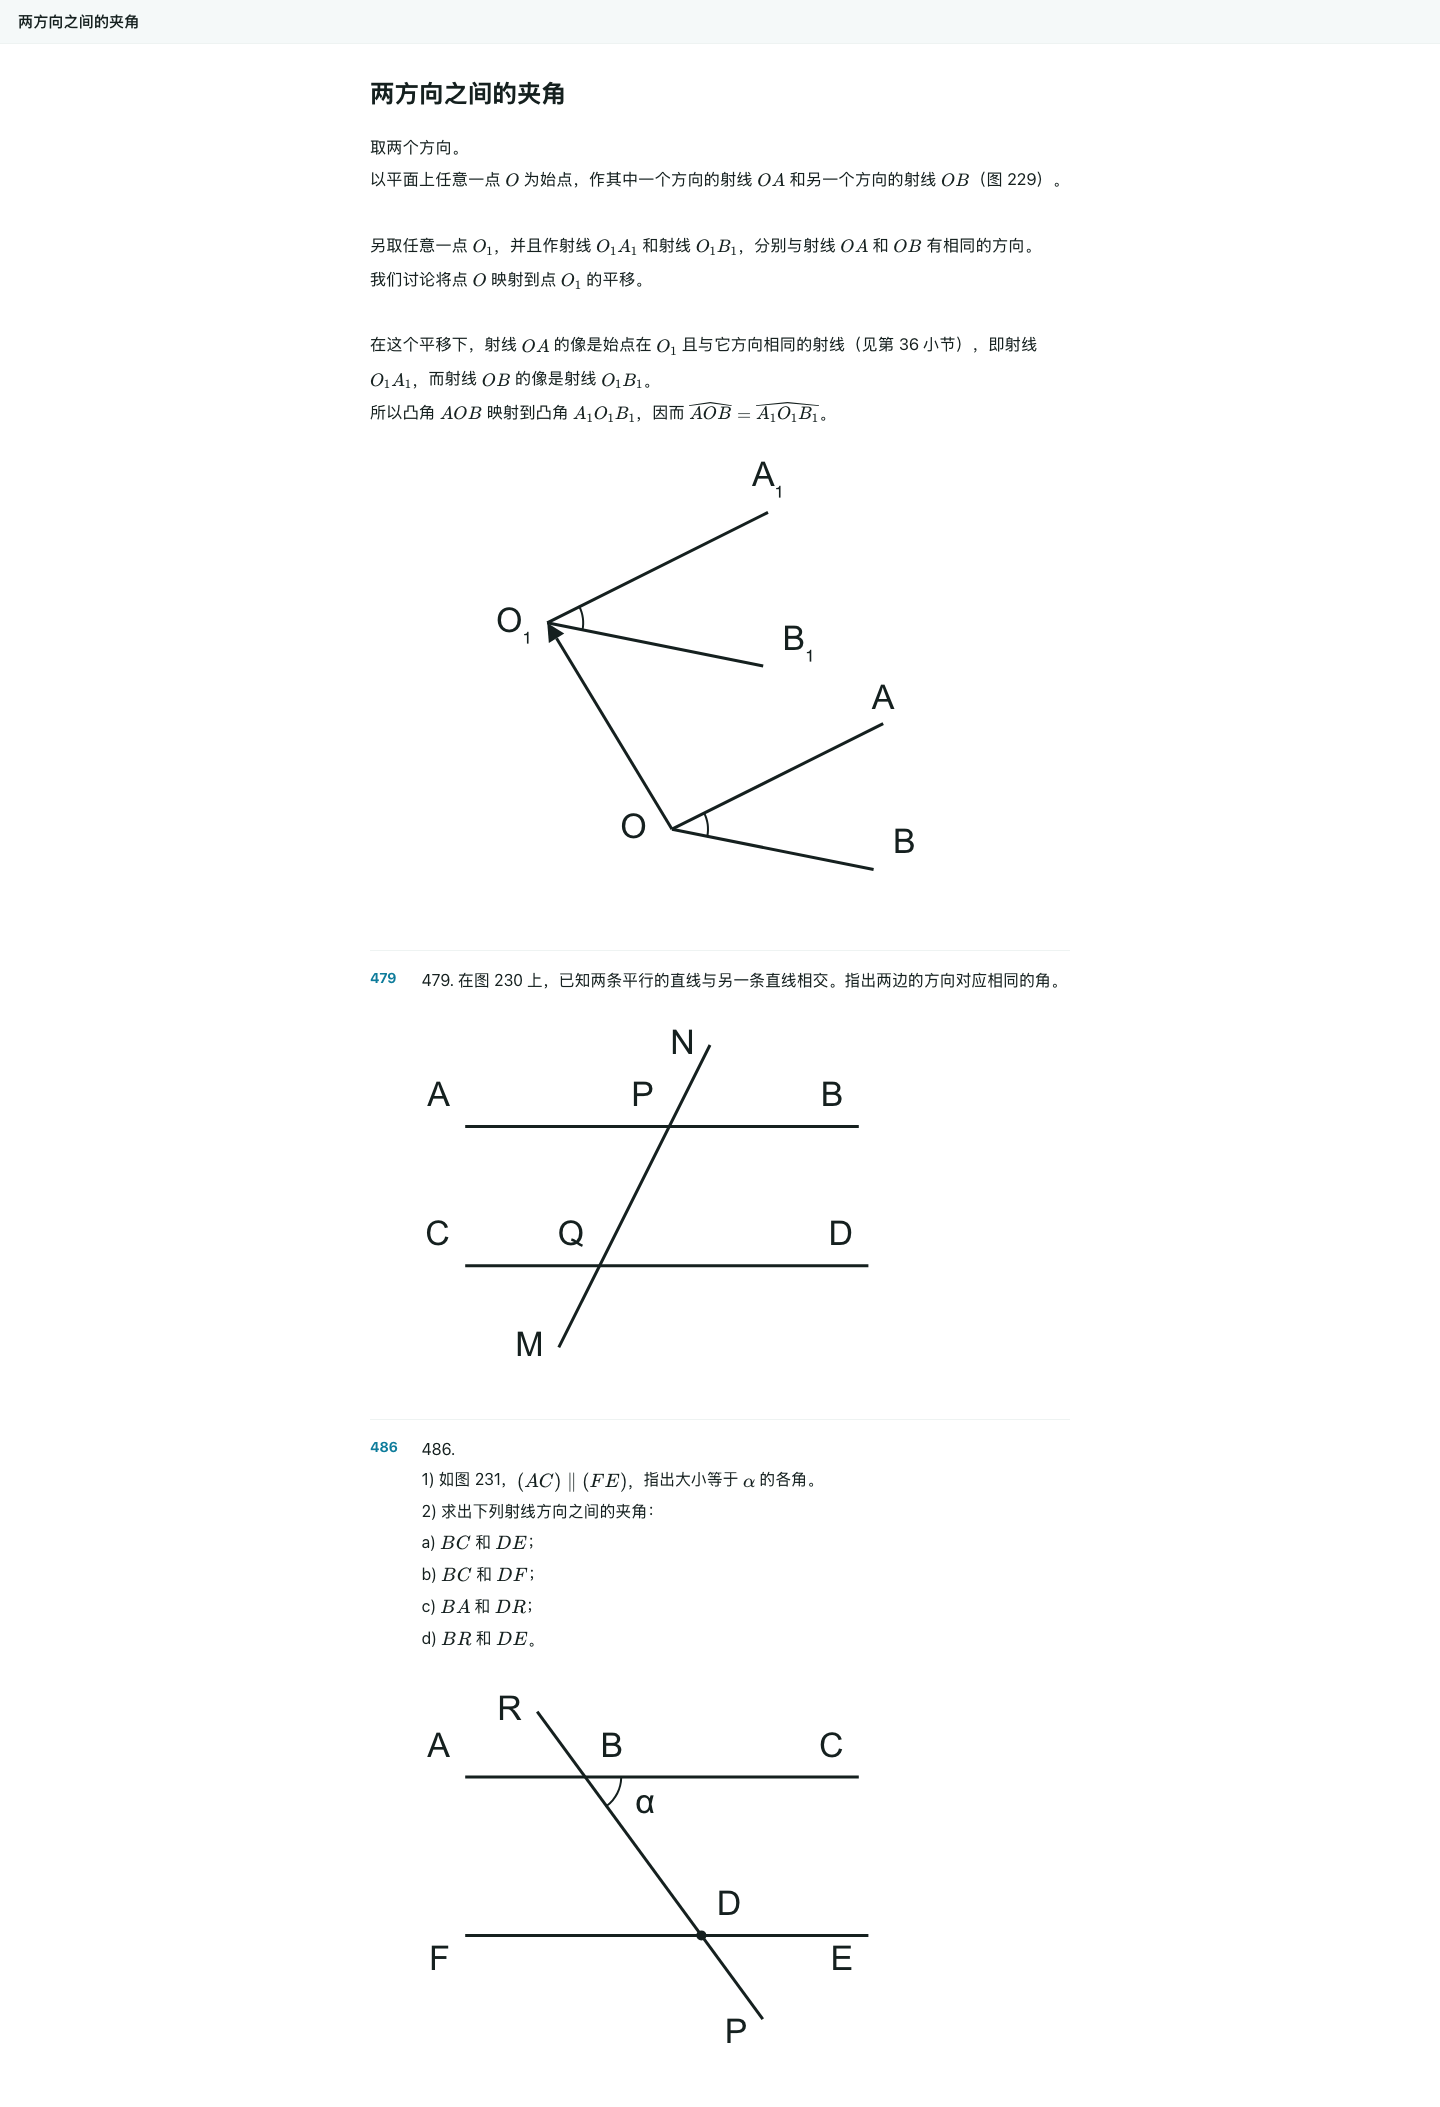 两方向之间的夹角
两方向之间的夹角
取两个方向。
以平面上任意一点 O 为始点，作其中一个方向的射线 OA 和另一个方向的射线 OB（图 229）。
另取任意一点 O₁，并且作射线 O₁A₁ 和射线 O₁B₁，分别与射线 OA 和 OB 有相同的方向。
我们讨论将点 O 映射到点 O₁ 的平移。
在这个平移下，射线 OA 的像是始点在 O₁ 且与它方向相同的射线（见第 36 小节），即射线
O₁A₁，而射线 OB 的像是射线 O₁B₁。
所以凸角 AOB 映射到凸角 A₁O₁B₁，因而 \widehat{AOB} = \widehat{A₁O₁B₁}。
A₁
O₁
B₁
A
O
B
479
479. 在图 230 上，已知两条平行的直线与另一条直线相交。指出两边的方向对应相同的角。
N
A P B
C Q D
M
486
486.
1) 如图 231，(AC) ∥ (FE)，指出大小等于 α 的各角。
2) 求出下列射线方向之间的夹角：
a) BC 和 DE；
b) BC 和 DF；
c) BA 和 DR；
d) BR 和 DE。
R
A B C
α
D
F E
P